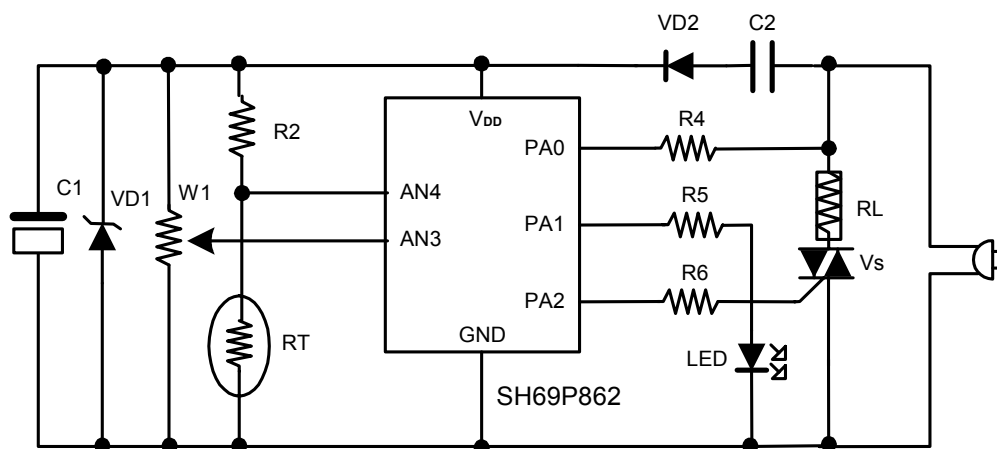 VD2
C2
VDD
R2
R4
PA0
C1
VD1
W1
AN4
R5
RL
AN3
PA1
Vs
R6
PA2
RT
GND
LED
SH69P862